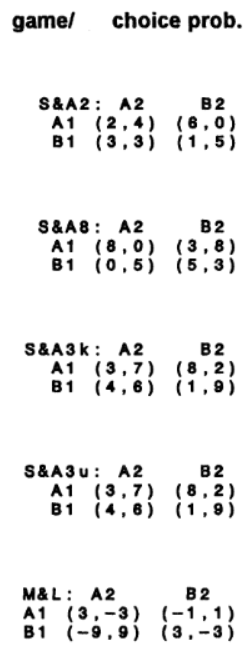 game/ choice prob.
S&A2: A2 B2
A1 (2,4) (6,0)
B1 (3,3) (1,5)
S&A8: A2 B2
A1 (8,0) (3,8)
B1 (0,5) (5,3)
S&A3k: A2 B2
A1 (3,7) (8,2)
B1 (4,6) (1,9)
S&A3u: A2 B2
A1 (3,7) (8,2)
B1 (4,6) (1,9)
M&L: A2 B2
A1 (3,-3) (-1,1)
B1 (-9,9) (3,-3)